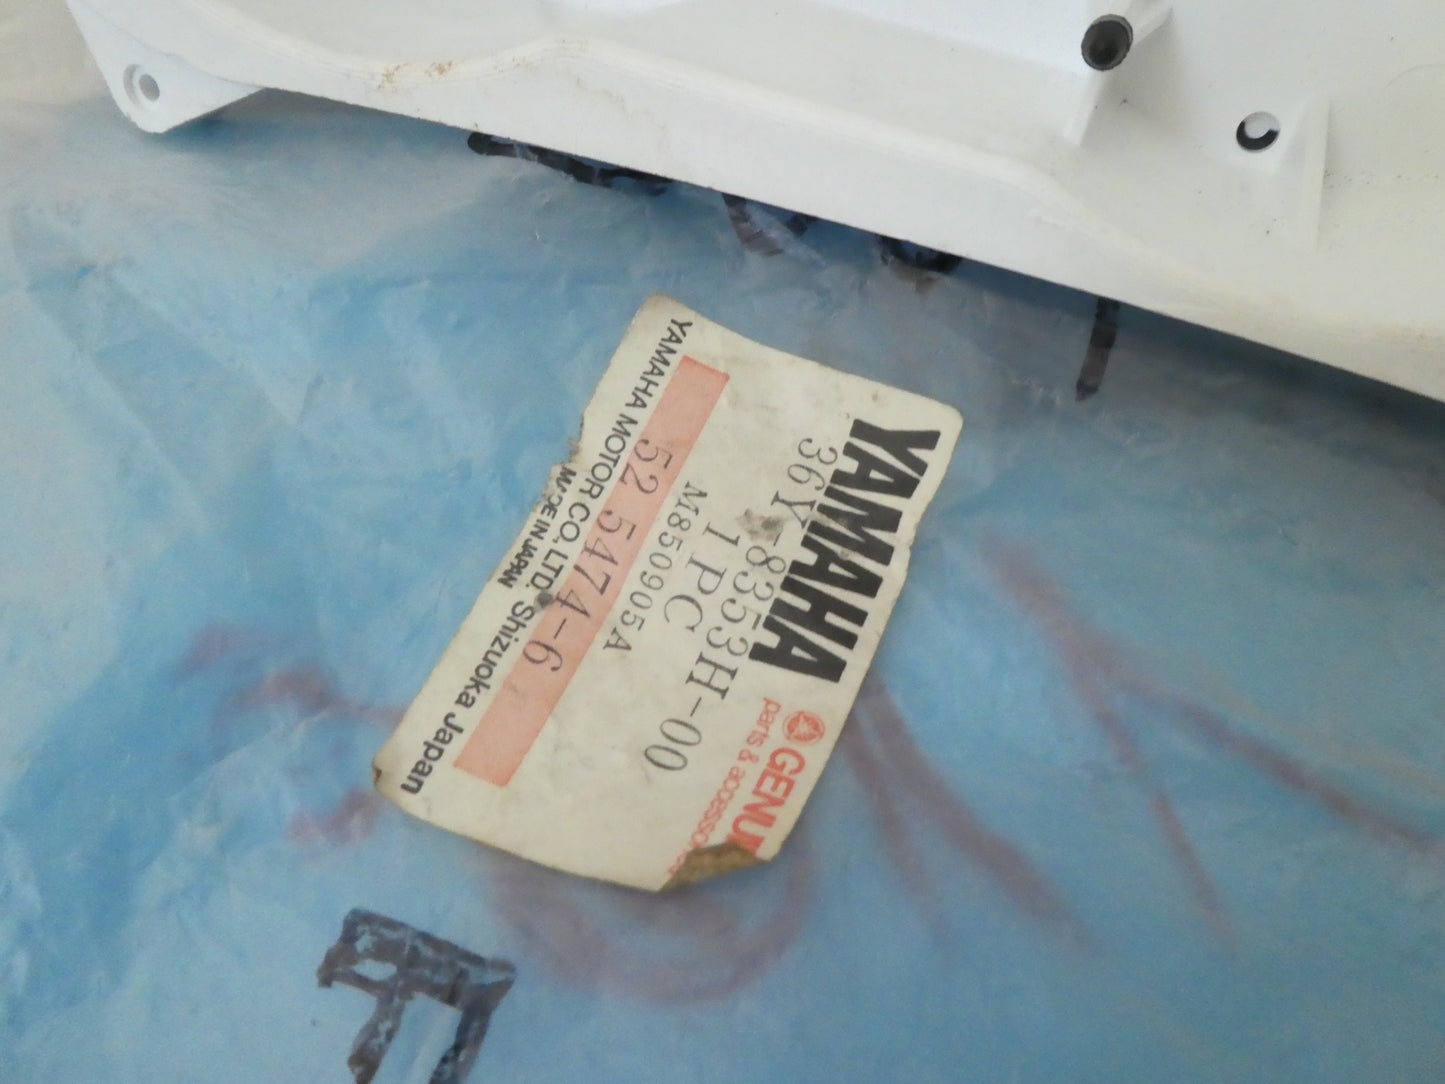 YAMAHA
GENU
parts & accesso
36Y-8353H-00
1 PC
M850905A
52 5474-6
YAMAHA MOTOR CO., LTD. Shizuoka Japan
MADE IN JAPAN